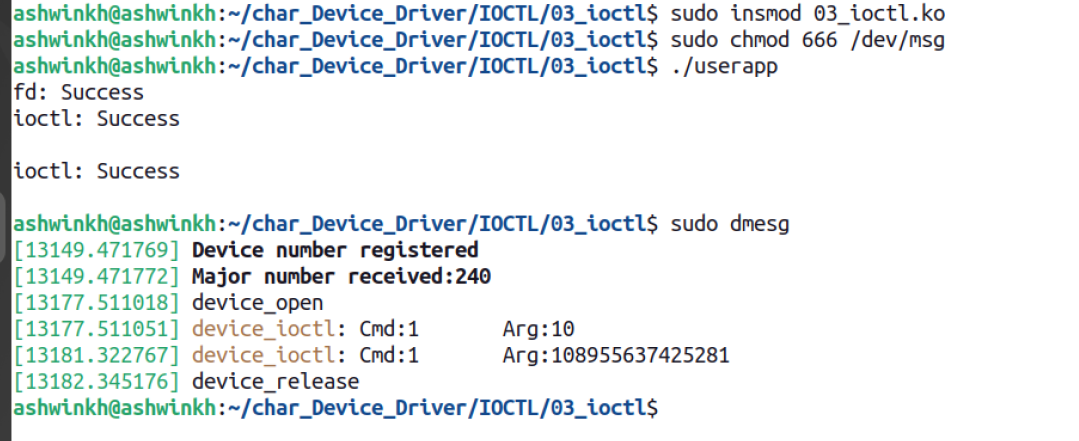 ashwinkh@ashwinkh:~/char_Device_Driver/IOCTL/03_ioctl$ sudo insmod 03_ioctl.ko
ashwinkh@ashwinkh:~/char_Device_Driver/IOCTL/03_ioctl$ sudo chmod 666 /dev/msg
ashwinkh@ashwinkh:~/char_Device_Driver/IOCTL/03_ioctl$ ./userapp
fd: Success
ioctl: Success
ioctl: Success
ashwinkh@ashwinkh:~/char_Device_Driver/IOCTL/03_ioctl$ sudo dmesg
[13149.471769] Device number registered
[13149.471772] Major number received:240
[13177.511018] device_open
[13177.511051] device_ioctl: Cmd:1 Arg:10
[13181.322767] device_ioctl: Cmd:1 Arg:108955637425281
[13182.345176] device_release
ashwinkh@ashwinkh:~/char_Device_Driver/IOCTL/03_ioctl$